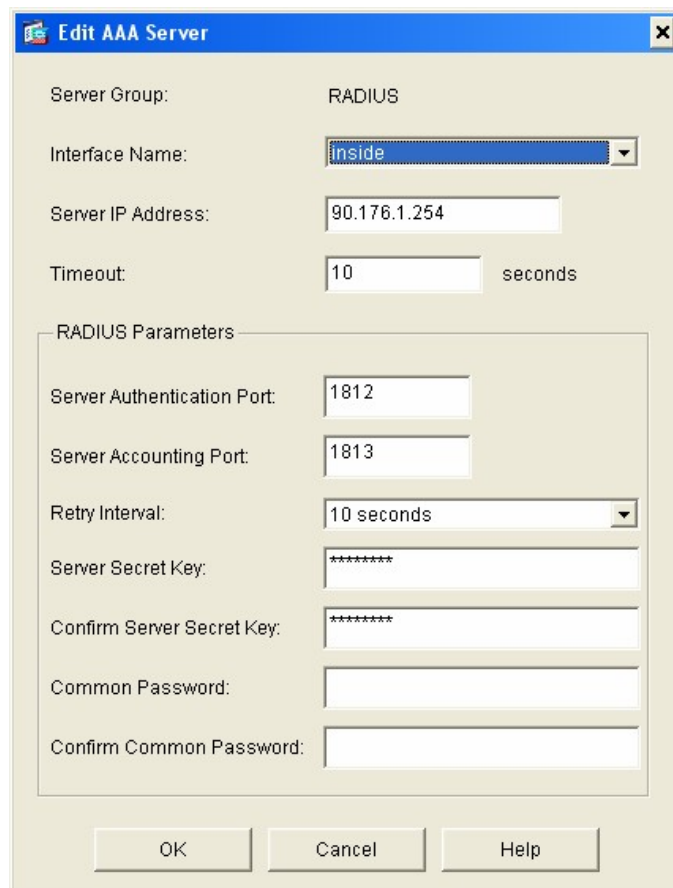 Edit AAA Server
Server Group: RADIUS
Interface Name: inside
Server IP Address: 90.176.1.254
Timeout: 10 seconds
RADIUS Parameters
Server Authentication Port: 1812
Server Accounting Port: 1813
Retry Interval: 10 seconds
Server Secret Key: ********
Confirm Server Secret Key: ********
Common Password:
Confirm Common Password:
OK Cancel Help